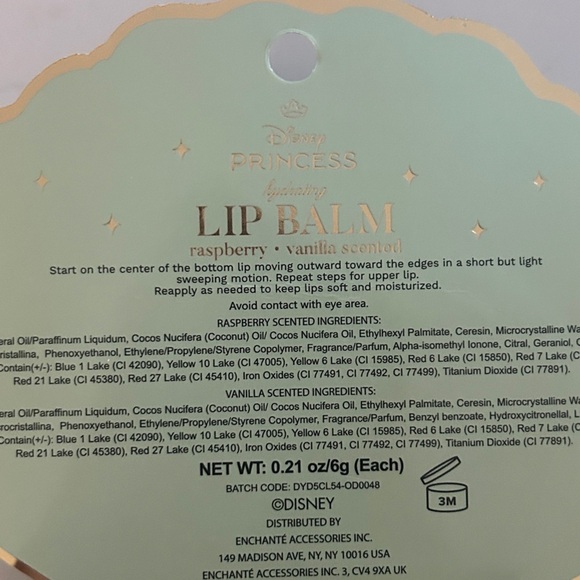 Disney
PRINCESS
hydrating
LIP BALM
raspberry • vanilla scented
Start on the center of the bottom lip moving outward toward the edges in a short but light
sweeping motion. Repeat steps for upper lip.
Reapply as needed to keep lips soft and moisturized.
Avoid contact with eye area.
RASPBERRY SCENTED INGREDIENTS:
eral Oil/Paraffinum Liquidum, Cocos Nucifera (Coconut) Oil/ Cocos Nucifera Oil, Ethylhexyl Palmitate, Ceresin, Microcrystalline Wa
ristallina, Phenoxyethanol, Ethylene/Propylene/Styrene Copolymer, Fragrance/Parfum, Alpha-isomethyl Ionone, Citral, Geraniol,
Contain(+/-): Blue 1 Lake (CI 42090), Yellow 10 Lake (CI 47005), Yellow 6 Lake (CI 15985), Red 6 Lake (CI 15850), Red 7 Lake (C
Red 21 Lake (CI 45380), Red 27 Lake (CI 45410), Iron Oxides (CI 77491, CI 77492, CI 77499), Titanium Dioxide (CI 77891).
VANILLA SCENTED INGREDIENTS:
eral Oil/Paraffinum Liquidum, Cocos Nucifera (Coconut) Oil/ Cocos Nucifera Oil, Ethylhexyl Palmitate, Ceresin, Microcrystalline Wa
rocristallina, Phenoxyethanol, Ethylene/Propylene/Styrene Copolymer, Fragrance/Parfum, Benzyl benzoate, Hydroxycitronellal, L
Contain(+/-): Blue 1 Lake (CI 42090), Yellow 10 Lake (CI 47005), Yellow 6 Lake (CI 15985), Red 6 Lake (CI 15850), Red 7 Lake (C
Red 21 Lake (CI 45380), Red 27 Lake (CI 45410), Iron Oxides (CI 77491, CI 77492, CI 77499), Titanium Dioxide (CI 77891).
NET WT: 0.21 oz/6g (Each)
BATCH CODE: DYD5CL54-OD0048
3M
©DISNEY
DISTRIBUTED BY
ENCHANTÉ ACCESSORIES INC.
149 MADISON AVE, NY, NY 10016 USA
ENCHANTÉ ACCESSORIES INC. 3, CV4 9XA UK